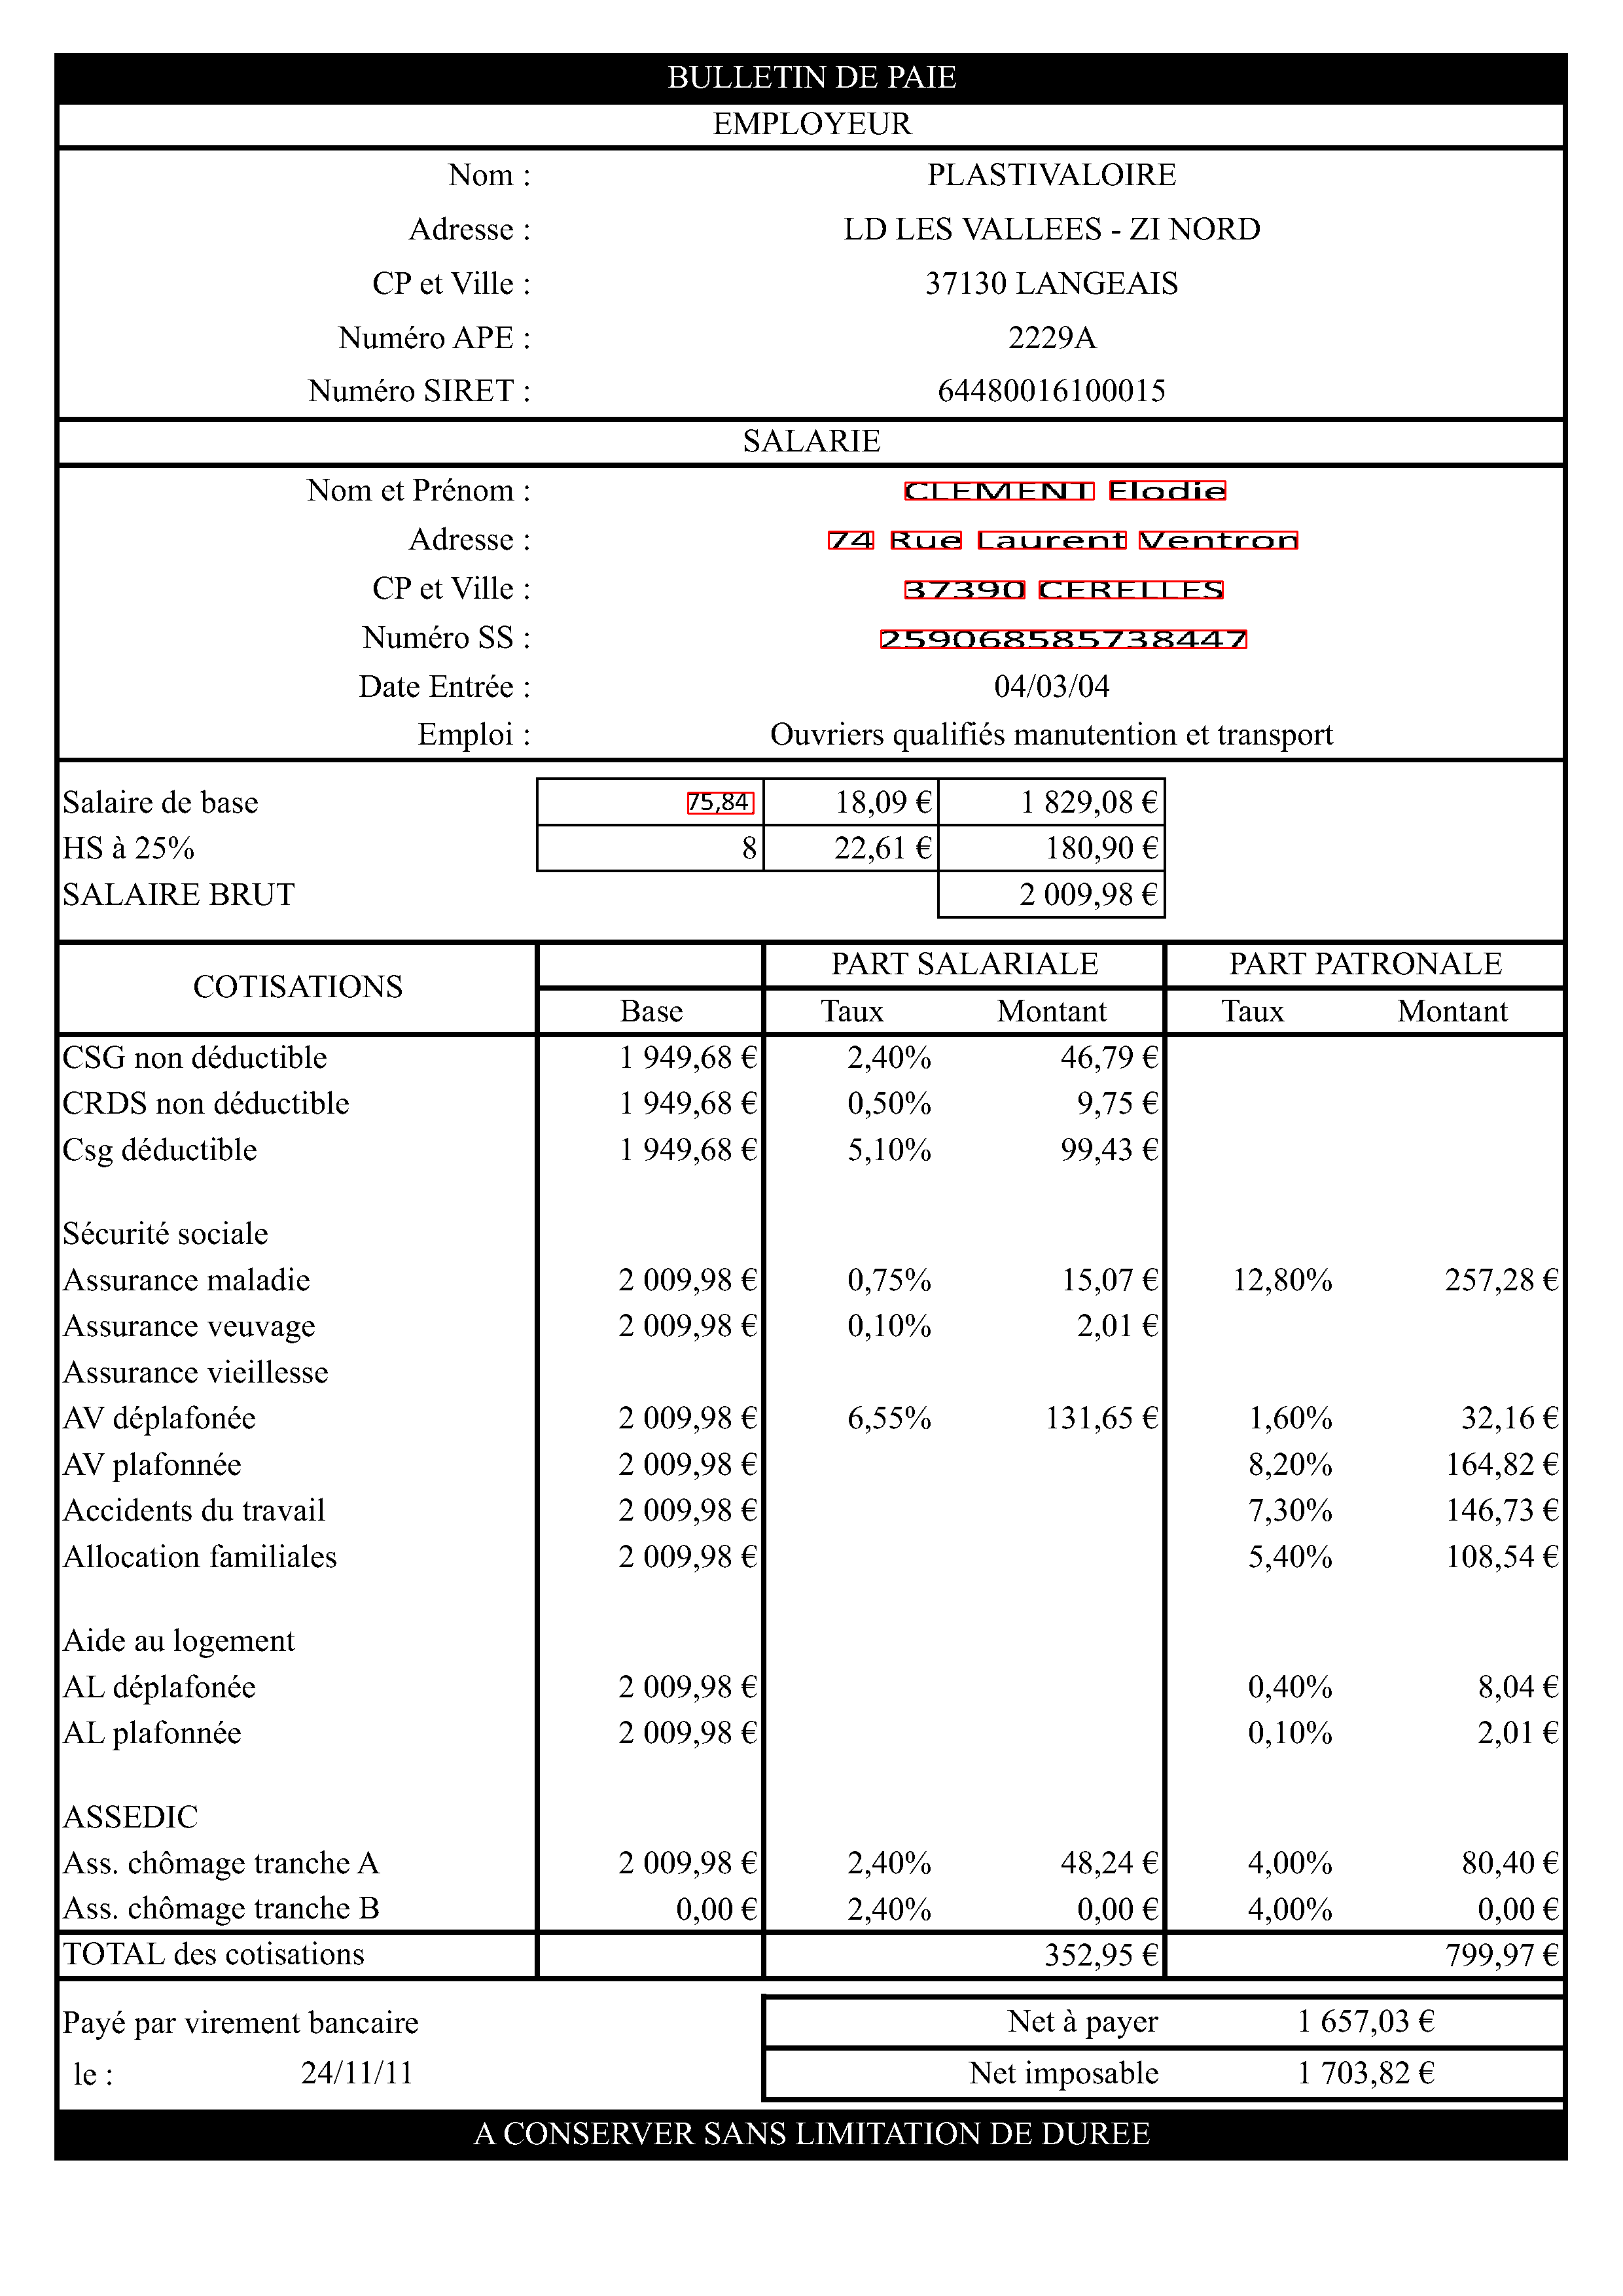 BULLETIN DE PAIE
EMPLOYEUR
Nom : PLASTIVALOIRE
Adresse : LD LES VALLEES - ZI NORD
CP et Ville : 37130 LANGEAIS
Numéro APE : 2229A
Numéro SIRET : 64480016100015
SALARIE
Nom et Prénom : CLEMENT Elodie
Adresse : 74 Rue Laurent Ventron
CP et Ville : 37390 CERELLES
Numéro SS : 259068585738447
Date Entrée : 04/03/04
Emploi : Ouvriers qualifiés manutention et transport
Salaire de base 75,84 18,09 € 1 829,08 €
HS à 25% 8 22,61 € 180,90 €
SALAIRE BRUT 2 009,98 €
COTISATIONS PART SALARIALE PART PATRONALE
Base Taux Montant Taux Montant
CSG non déductible 1 949,68 € 2,40% 46,79 €
CRDS non déductible 1 949,68 € 0,50% 9,75 €
Csg déductible 1 949,68 € 5,10% 99,43 €
Sécurité sociale
Assurance maladie 2 009,98 € 0,75% 15,07 € 12,80% 257,28 €
Assurance veuvage 2 009,98 € 0,10% 2,01 €
Assurance vieillesse
AV déplafonée 2 009,98 € 6,55% 131,65 € 1,60% 32,16 €
AV plafonnée 2 009,98 € 8,20% 164,82 €
Accidents du travail 2 009,98 € 7,30% 146,73 €
Allocation familiales 2 009,98 € 5,40% 108,54 €
Aide au logement
AL déplafonée 2 009,98 € 0,40% 8,04 €
AL plafonnée 2 009,98 € 0,10% 2,01 €
ASSEDIC
Ass. chômage tranche A 2 009,98 € 2,40% 48,24 € 4,00% 80,40 €
Ass. chômage tranche B 0,00 € 2,40% 0,00 € 4,00% 0,00 €
TOTAL des cotisations 352,95 € 799,97 €
Payé par virement bancaire Net à payer 1 657,03 €
le : 24/11/11 Net imposable 1 703,82 €
A CONSERVER SANS LIMITATION DE DUREE